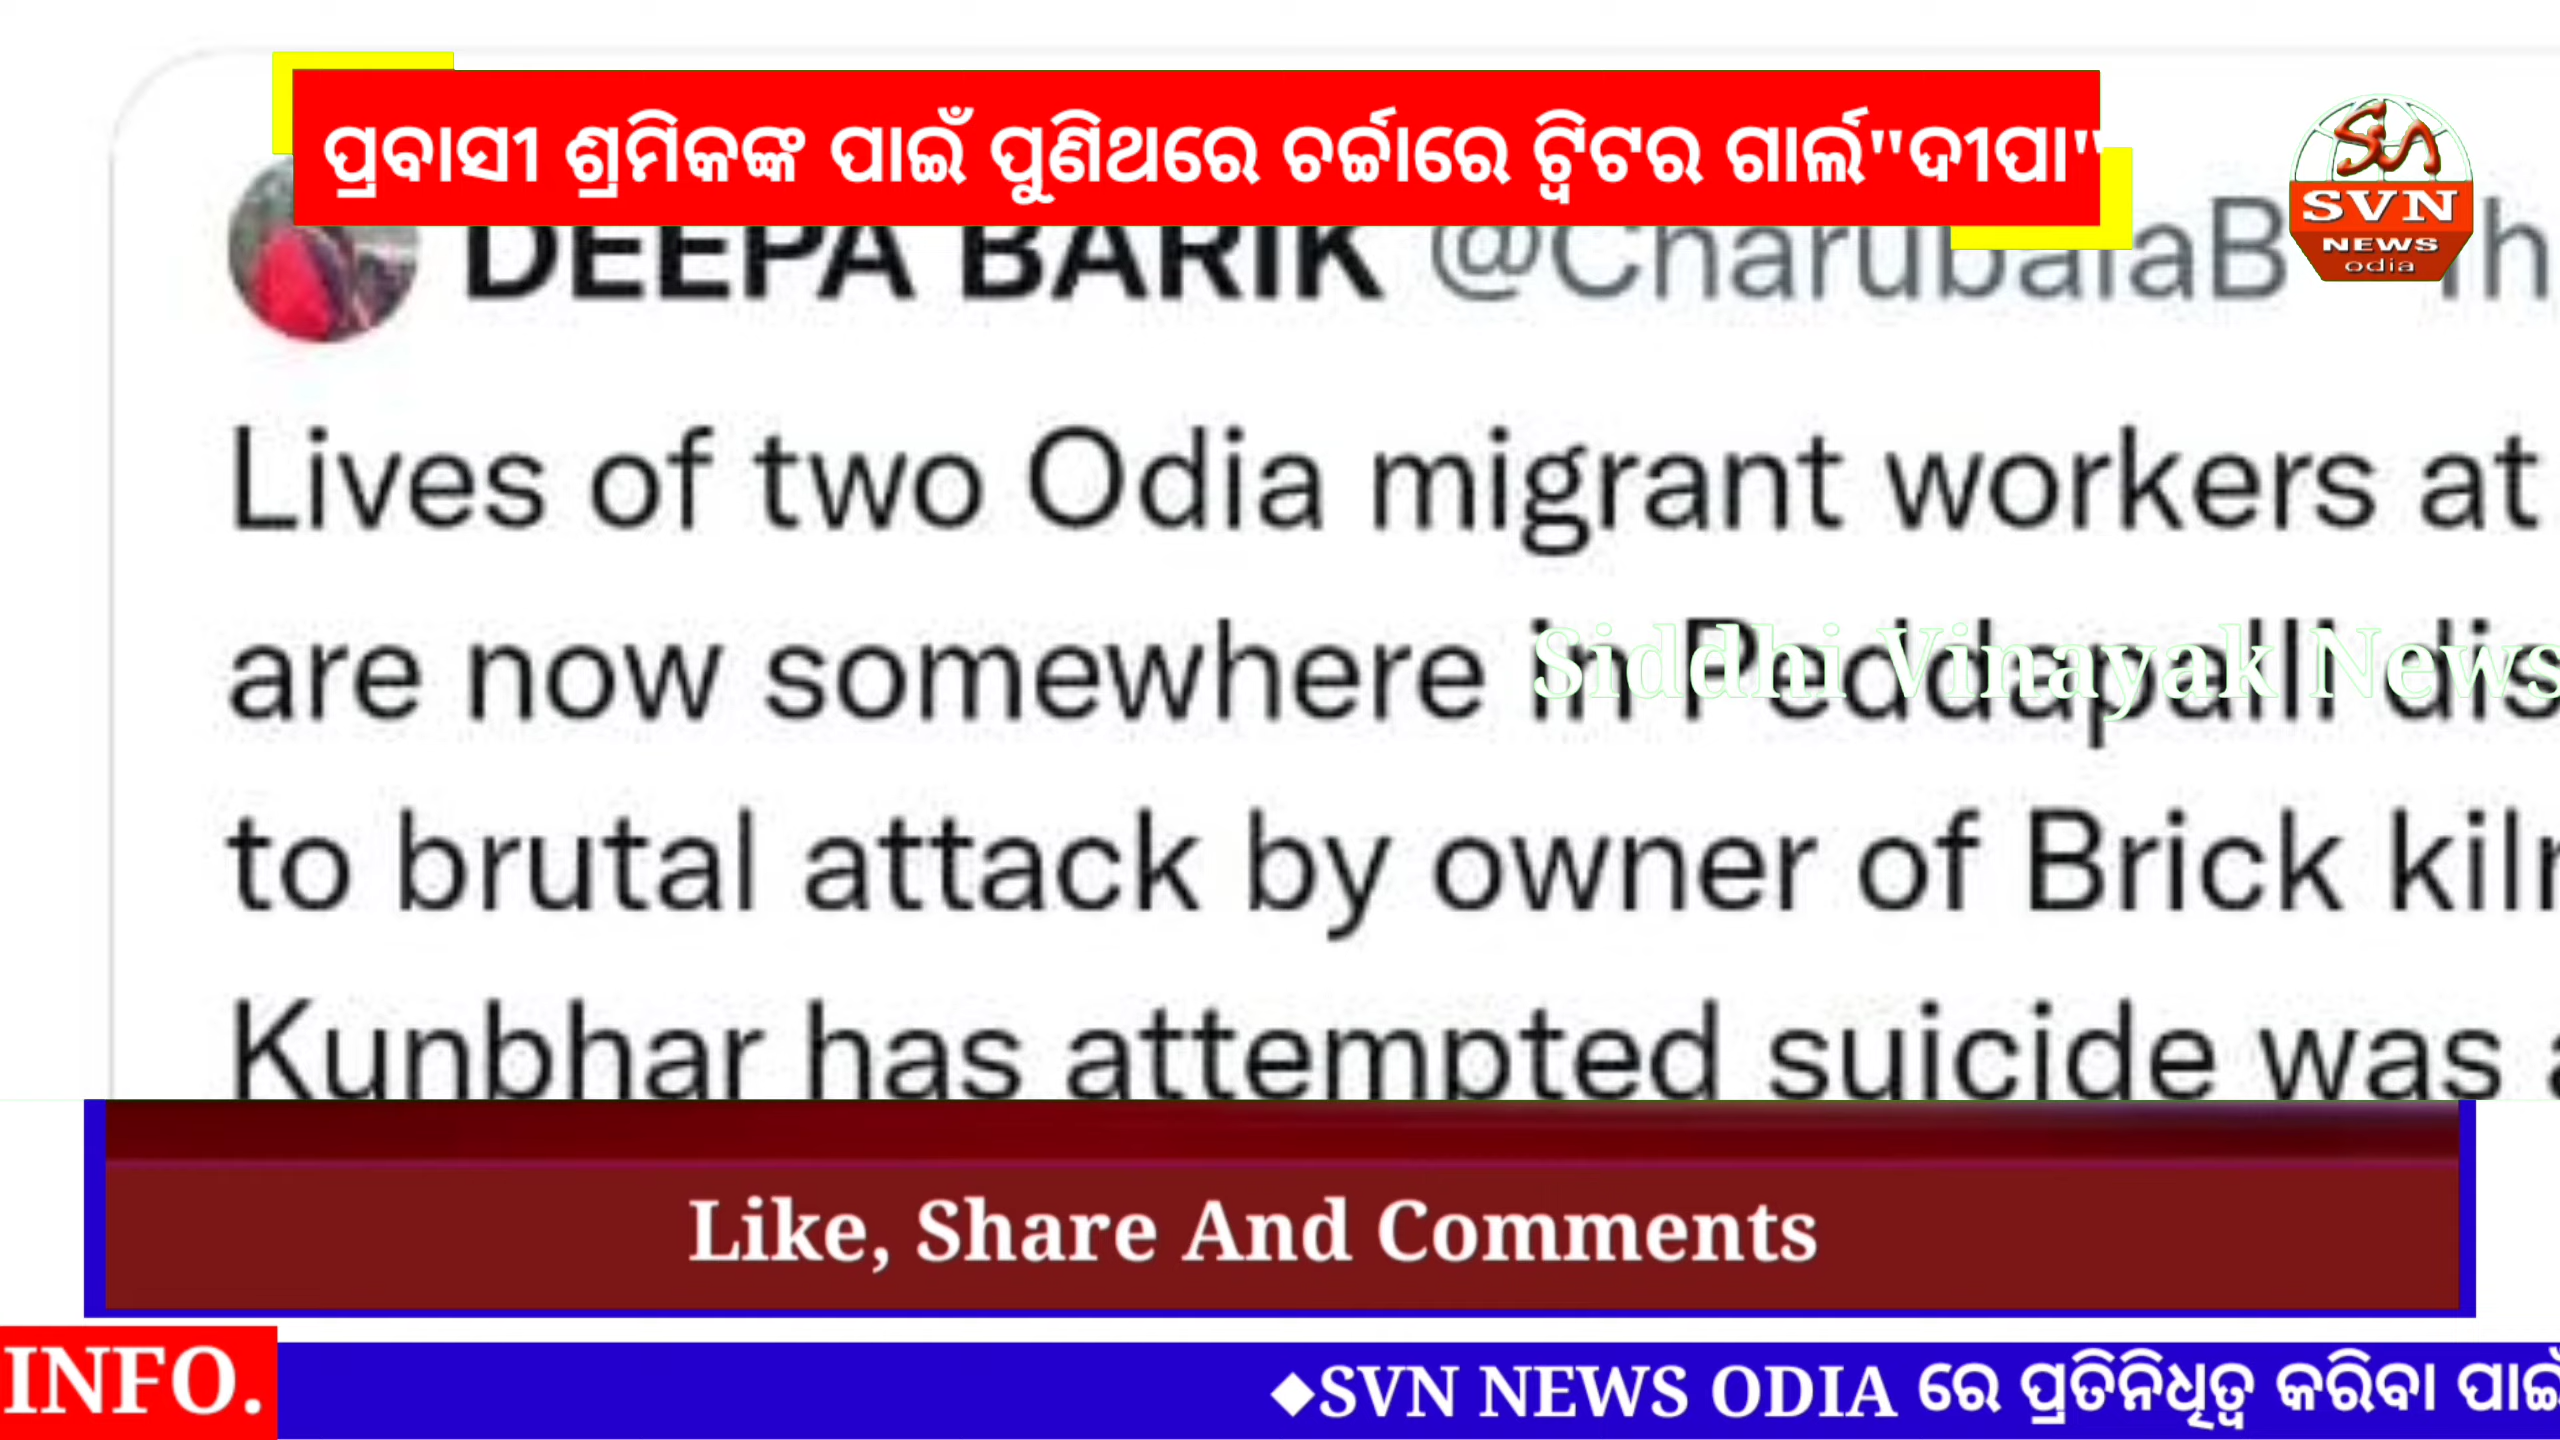 ପ୍ରବାସୀ ଶ୍ରମିକଙ୍କ ପାଇଁ ପୁଣିଥରେ ଚର୍ଚ୍ଚାରେ ଟ୍ୱିଟର ଗାର୍ଲ"ଦୀପା"
SVN
NEWS
odia
DEEPA BARIK @CharubalaB
Lives of two Odia migrant workers at
are now somewhere in Peddapalli dis
Siddhi Vinayak News
to brutal attack by owner of Brick kiln
Kunbhar has attempted suicide was a
Like, Share And Comments
INFO.
◆SVN NEWS ODIA ରେ ପ୍ରତିନିଧିତ୍ୱ କରିବା ପାଇଁ